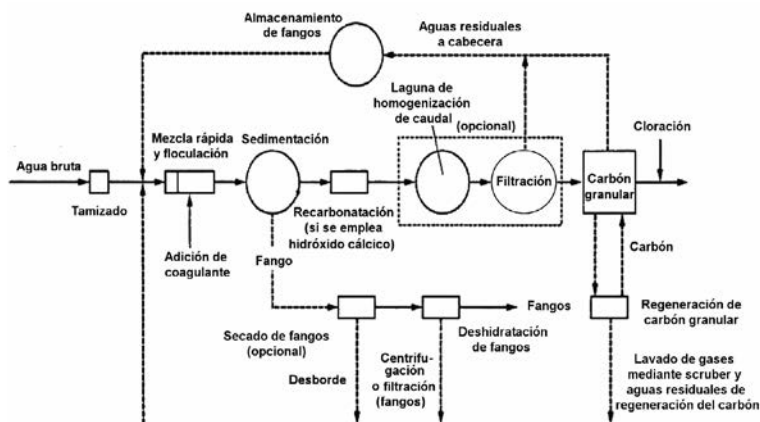 Almacenamiento
de fangos
Aguas residuales
a cabecera
Laguna de
homogenización
de caudal
(opcional)
Mezcla rápida
y floculación
Sedimentación
Cloración
Agua bruta
Filtración
Carbón
granular
Tamizado
Recarbonatación
(si se emplea
hidróxido cálcico)
Adición de
coagulante
Fango
Carbón
Fangos
Regeneración de
carbón granular
Secado de fangos
(opcional)
Deshidratación
de fangos
Desborde
Centrifu-
gación
o filtración
(fangos)
Lavado de gases
mediante scruber y
aguas residuales de
regeneración del carbón